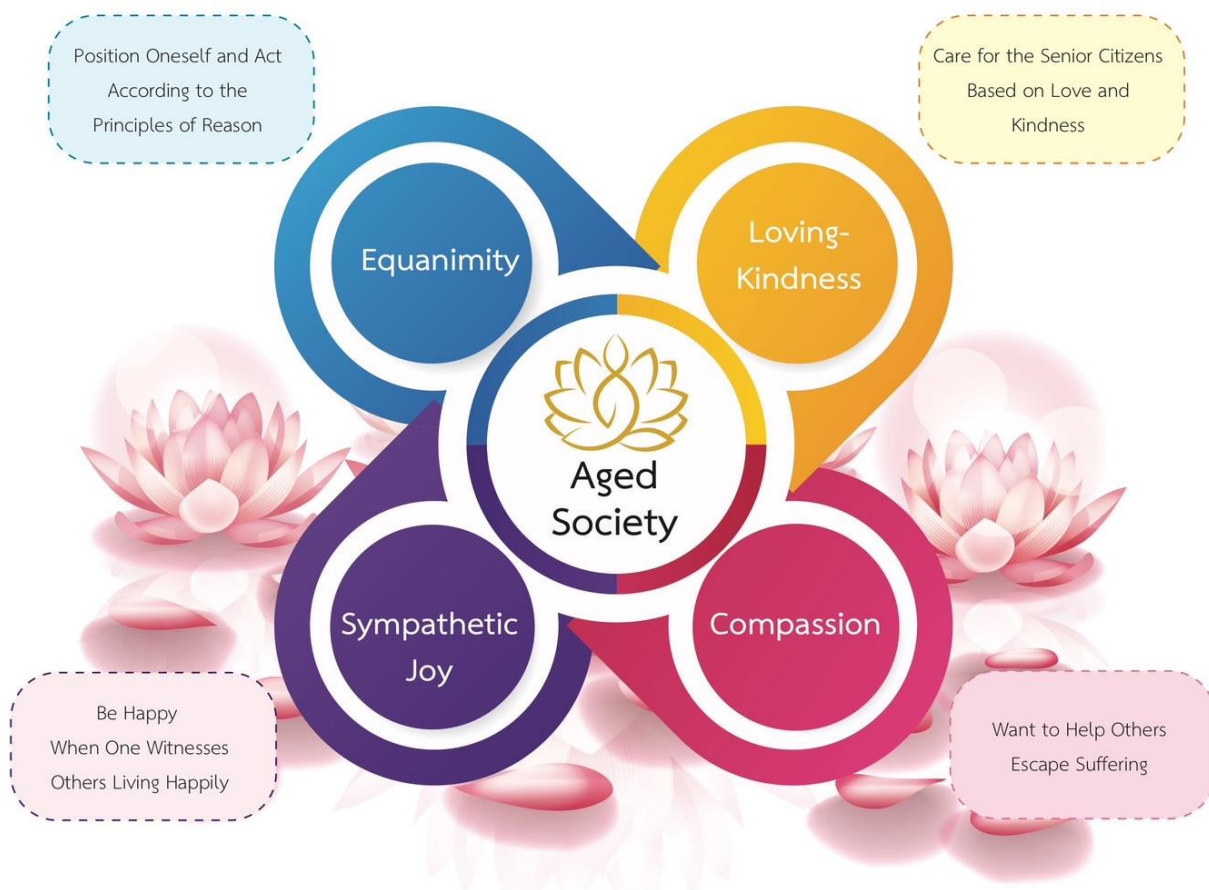 Position Oneself and Act
According to the
Principles of Reason
Care for the Senior Citizens
Based on Love and
Kindness
Equanimity
Loving-
Kindness
Aged
Society
Sympathetic
Joy
Compassion
Be Happy
When One Witnesses
Others Living Happily
Want to Help Others
Escape Suffering